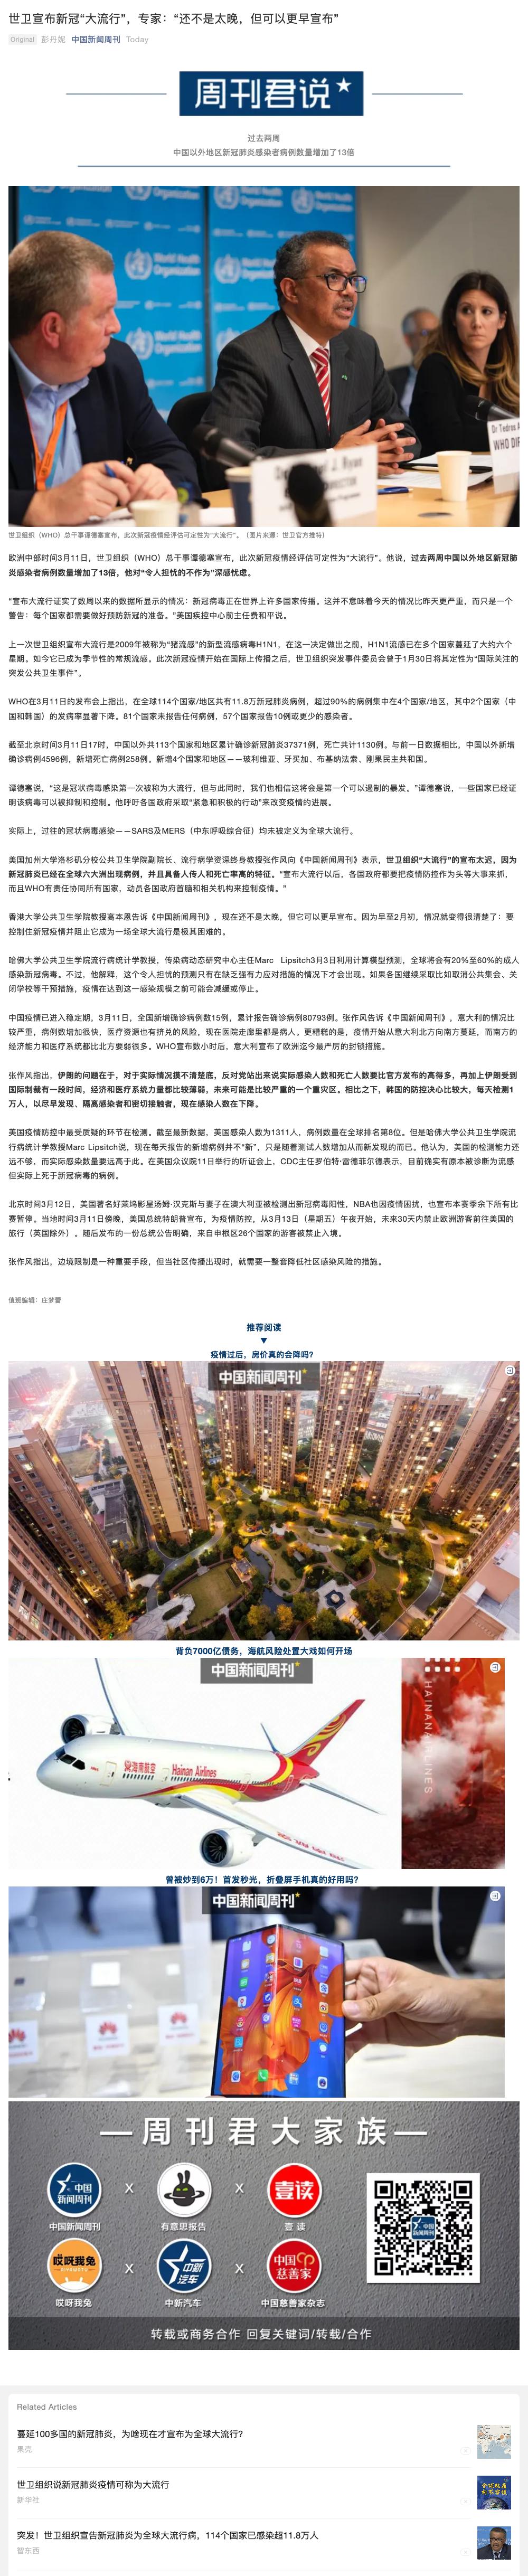 世卫宣布新冠“大流行”，专家：“还不是太晚，但可以更早宣布”
Original 彭丹妮 中国新闻周刊 Today
周刊君说
过去两周
中国以外地区新冠肺炎感染者病例数量增加了13倍
World Health Organization
Dr Tedros A
WHO DIR
世卫组织（WHO）总干事谭德塞宣布，此次新冠疫情经评估可定性为“大流行”。（图片来源：世卫官方推特）
欧洲中部时间3月11日，世卫组织（WHO）总干事谭德塞宣布，此次新冠疫情经评估可定性为“大流行”。他说，过去两周中国以外地区新冠肺
炎感染者病例数量增加了13倍，他对“令人担忧的不作为”深感忧虑。
“宣布大流行证实了数周以来的数据所显示的情况：新冠病毒正在世界上许多国家传播。这并不意味着今天的情况比昨天更严重，而只是一个
警告：每个国家都需要做好预防新冠的准备。”美国疾控中心前主任费和平说。
上一次世卫组织宣布大流行是2009年被称为“猪流感”的新型流感病毒H1N1，在这一决定做出之前，H1N1流感已在多个国家蔓延了大约六个
星期。如今它已成为季节性的常规流感。此次新冠疫情开始在国际上传播之后，世卫组织突发事件委员会曾于1月30日将其定性为“国际关注的
突发公共卫生事件”。
WHO在3月11日的发布会上指出，在全球114个国家/地区共有11.8万新冠肺炎病例，超过90%的病例集中在4个国家/地区，其中2个国家（中
国和韩国）的发病率显著下降。81个国家未报告任何病例，57个国家报告10例或更少的感染者。
截至北京时间3月11日17时，中国以外共113个国家和地区累计确诊新冠肺炎37371例，死亡共计1130例。与前一日数据相比，中国以外新增
确诊病例4596例，新增死亡病例258例。新增4个国家和地区——玻利维亚、牙买加、布基纳法索、刚果民主共和国。
谭德塞说，“这是冠状病毒感染第一次被称为大流行，但与此同时，我们也相信这将会是第一个可以遏制的暴发。”谭德塞说，一些国家已经证
明该病毒可以被抑制和控制。他呼吁各国政府采取“紧急和积极的行动”来改变疫情的进展。
实际上，过往的冠状病毒感染——SARS及MERS（中东呼吸综合征）均未被定义为全球大流行。
美国加州大学洛杉矶分校公共卫生学院副院长、流行病学资深终身教授张作风向《中国新闻周刊》表示，世卫组织“大流行”的宣布太迟，因为
新冠肺炎已经在全部六大洲出现病例，并且具备人传人和死亡率高的特征。“宣布大流行以后，各国政府都要把疫情防控作为头等大事来抓，
而且WHO有责任协同所有国家，动员各国政府首脑和相关机构来控制疫情。”
香港大学公共卫生学院教授高本恩告诉《中国新闻周刊》，现在还不是太晚，但它可以更早宣布。因为早至2月初，情况就变得很清楚了：要
控制住新冠疫情并阻止它成为一场全球大流行是极其困难的。
哈佛大学公共卫生学院流行病统计学教授，传染病动态研究中心主任Marc Lipsitch3月3日利用计算模型预测，全球将会有20%至60%的成人
感染新冠病毒。不过，他解释，这个令人担忧的预测只有在缺乏强有力应对措施的情况下才会出现。如果各国继续采取比如取消公共集会、关
闭学校等干预措施，疫情在达到这一感染规模之前可能会减缓或停止。
中国疫情已进入稳定期，3月11日，全国新增确诊病例数15例，累计报告确诊病例80793例。张作风告诉《中国新闻周刊》，意大利的情况比
较严重，病例数增加很快，医疗资源也有挤兑的风险，现在医院走廊里都是病人。更糟糕的是，疫情开始从意大利北方向南方蔓延，而南方的
经济能力和医疗系统都比北方要弱很多。WHO宣布数小时后，意大利宣布了欧洲迄今最严厉的封锁措施。
张作风指出，伊朗的问题在于，对于实际情况摸不清楚底，反对党站出来说实际感染人数和死亡人数要比官方发布的高得多，再加上伊朗受到
国际制裁有一段时间，经济和医疗系统力量都比较薄弱，未来可能是比较严重的一个重灾区。相比之下，韩国的防控决心比较大，每天检测1
万人，以尽早发现、隔离感染者和密切接触者，现在感染人数在下降。
美国疫情防控中最受质疑的环节在检测。截至最新数据，美国感染人数为1311人，病例数量在全球排名第8位。但是哈佛大学公共卫生学院流
行病统计学教授Marc Lipsitch说，现在每天报告的新增病例并不“新”，只是随着测试人数增加从而新发现的而已。他认为，美国的检测能力还
远不够，而实际感染数量要远高于此。在美国众议院11日举行的听证会上，CDC主任罗伯特·雷德菲尔德表示，目前确实有原本被诊断为流感
但实际上死于新冠病毒的病例。
北京时间3月12日，美国著名好莱坞影星汤姆·汉克斯与妻子在澳大利亚被检测出新冠病毒阳性，NBA也因疫情困扰，也宣布本赛季余下所有比
赛暂停。当地时间3月11日傍晚，美国总统特朗普宣布，为疫情防控，从3月13日（星期五）午夜开始，未来30天内禁止欧洲游客前往美国的
旅行（英国除外）。随后发布的一份总统公告明确，来自申根区26个国家的游客被禁止入境。
张作风指出，边境限制是一种重要手段，但当社区传播出现时，就需要一整套降低社区感染风险的措施。
值班编辑：庄梦蕾
推荐阅读
▼
疫情过后，房价真的会降吗？
中国新闻周刊
背负7000亿债务，海航风险处置大戏如何开场
中国新闻周刊
海南航空 Hainan Airlines
HAINAN AIRLINES
曾被炒到6万！首发秒光，折叠屏手机真的好用吗？
中国新闻周刊
HUAWEI
—周刊君大家族—
中国新闻周刊 X X 壹读
中国新闻周刊 有意思报告 壹读
哎呀我兔 X 中新汽车 X 中国慈善家
哎呀我兔 中新汽车 中国慈善家杂志
转载或商务合作 回复关键词/转载/合作
Related Articles
蔓延100多国的新冠肺炎，为啥现在才宣布为全球大流行？
果壳
世卫组织说新冠肺炎疫情可称为大流行
新华社
突发！世卫组织宣告新冠肺炎为全球大流行病，114个国家已感染超11.8万人
智东西